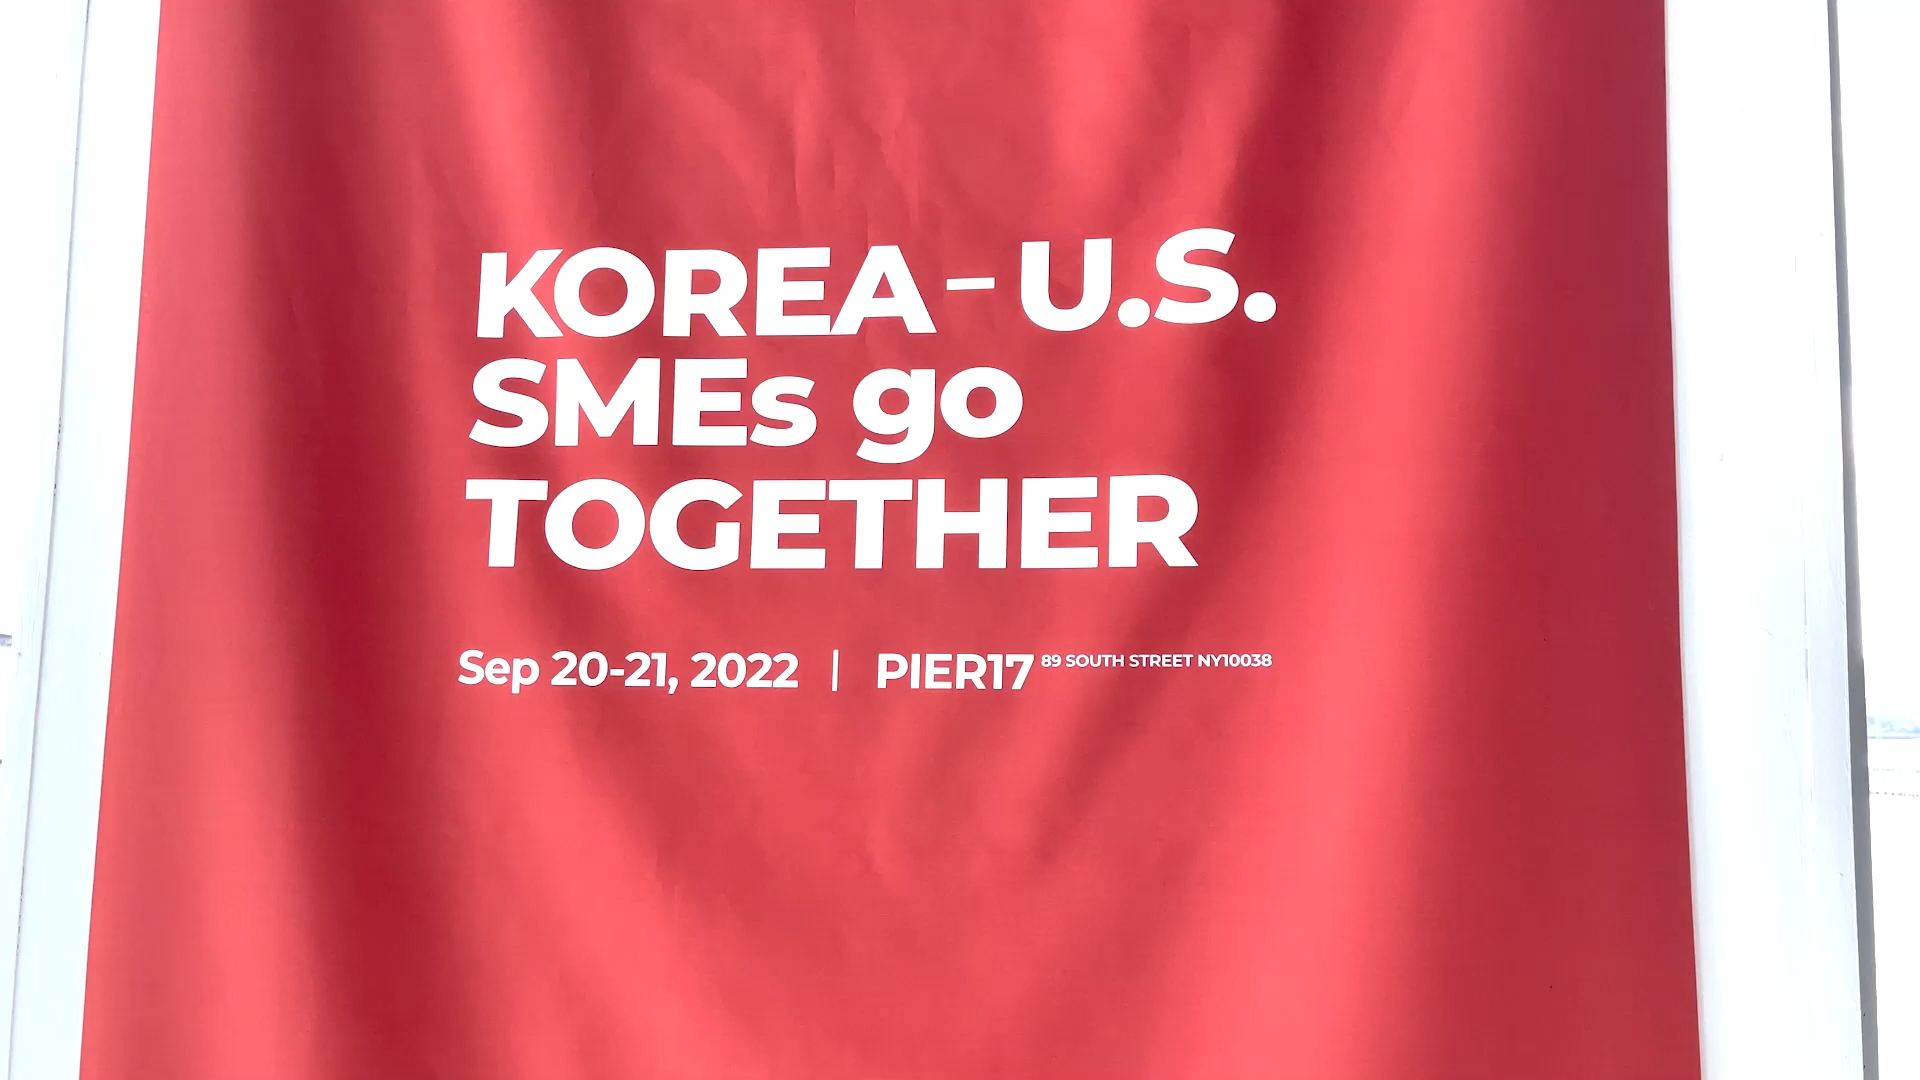 KOREA-U.S.
SMEs go
TOGETHER
Sep 20-21, 2022 | PIER17 89 SOUTH STREET NY10038